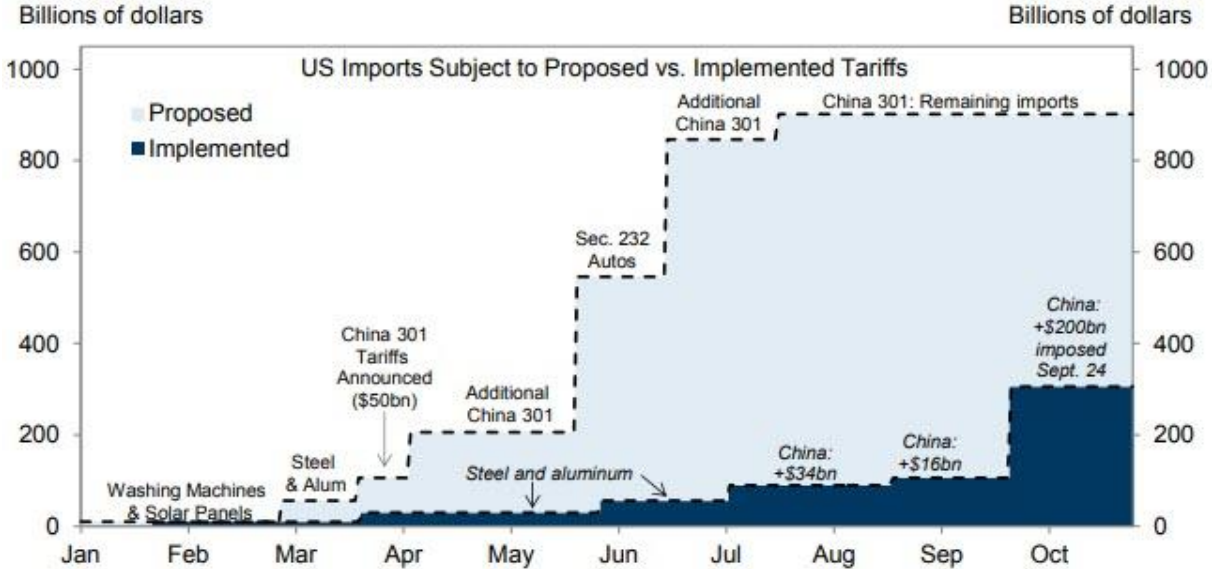 Billions of dollars
Billions of dollars
US Imports Subject to Proposed vs. Implemented Tariffs
Proposed
Implemented
1000
800
600
400
200
0
Washing Machines
& Solar Panels
Steel
& Alum
China 301
Tariffs
Announced
($50bn)
Additional
China 301
Sec. 232
Autos
Additional
China 301
China 301: Remaining imports
Steel and aluminum
China:
+$34bn
China:
+$16bn
China:
+$200bn
imposed
Sept. 24
1000
800
600
400
200
0
Jan Feb Mar Apr May Jun Jul Aug Sep Oct